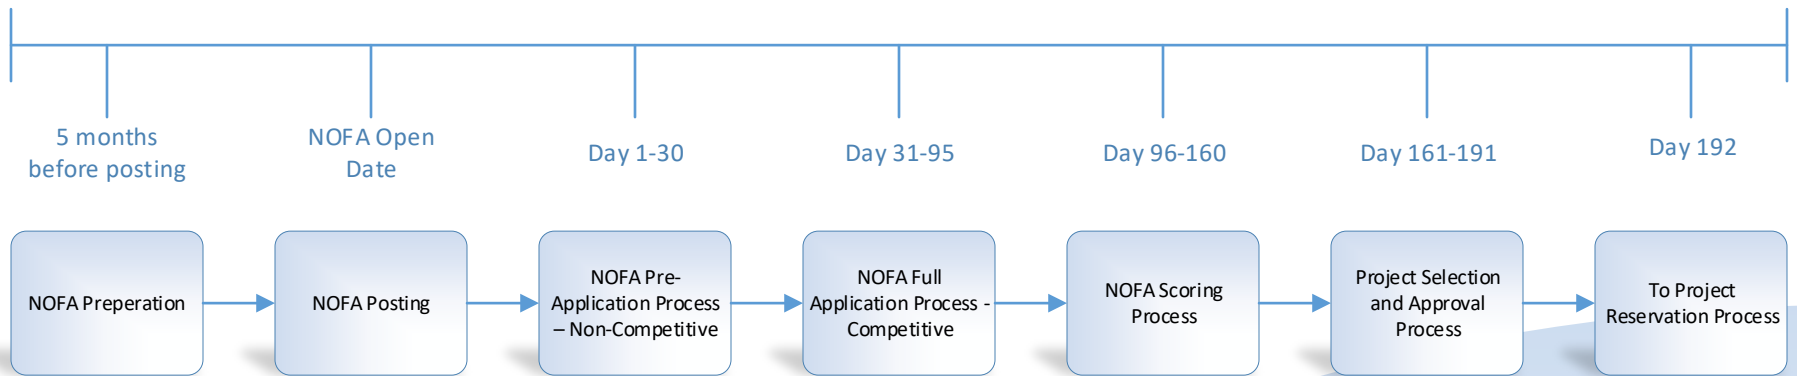 5 months
before posting
NOFA Open
Date
Day 1-30
Day 31-95
Day 96-160
Day 161-191
Day 192
NOFA Preperation
NOFA Posting
NOFA Pre-
Application Process
– Non-Competitive
NOFA Full
Application Process -
Competitive
NOFA Scoring
Process
Project Selection
and Approval
Process
To Project
Reservation Process